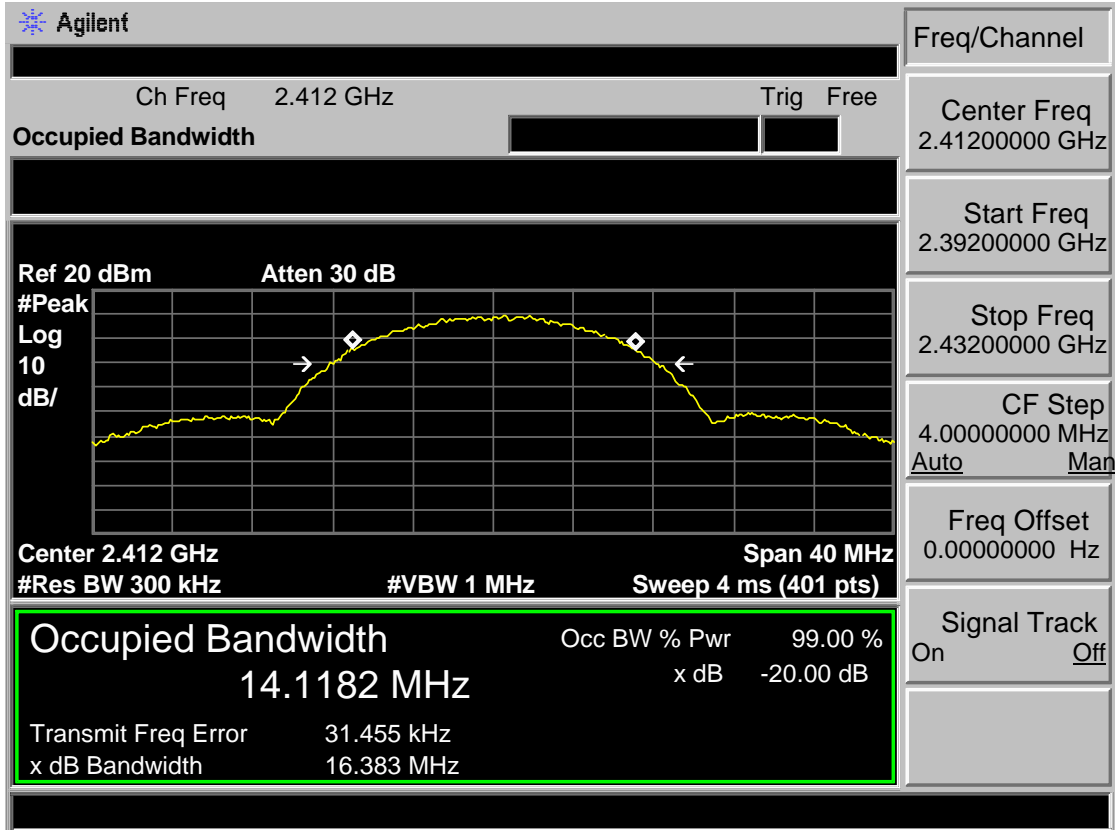 Agilent
Freq/Channel
Ch Freq 2.412 GHz Trig Free
Occupied Bandwidth
Center Freq
2.41200000 GHz
Start Freq
2.39200000 GHz
Stop Freq
2.43200000 GHz
CF Step
4.00000000 MHz
Auto Man
Freq Offset
0.00000000 Hz
Signal Track
On Off
Ref 20 dBm Atten 30 dB
#Peak
Log
10
dB/
Center 2.412 GHz Span 40 MHz
#Res BW 300 kHz #VBW 1 MHz Sweep 4 ms (401 pts)
Occupied Bandwidth Occ BW % Pwr 99.00 %
14.1182 MHz x dB -20.00 dB
Transmit Freq Error 31.455 kHz
x dB Bandwidth 16.383 MHz